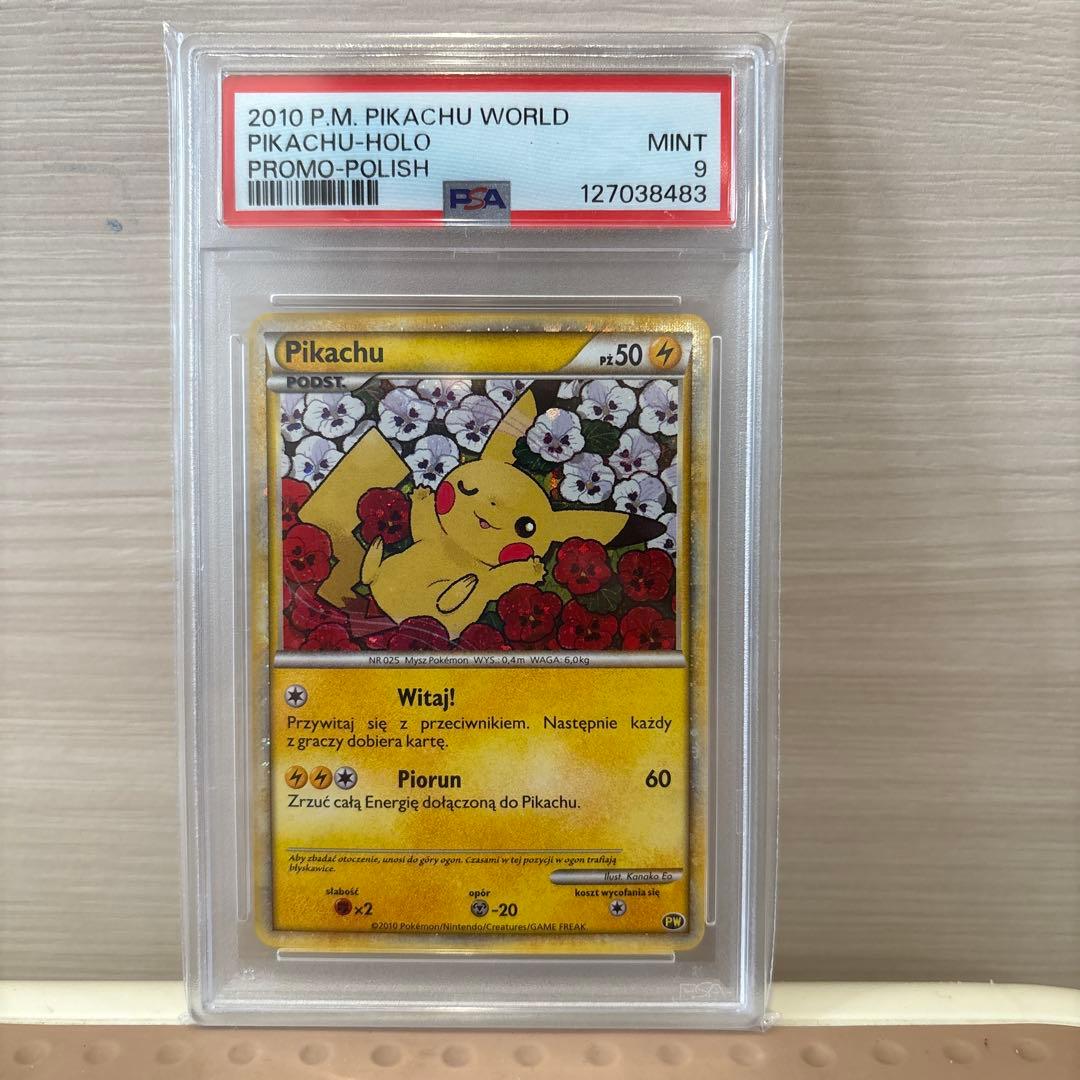 2010 P.M. PIKACHU WORLD
PIKACHU-HOLO MINT
PROMO-POLISH 9
PSA 127038483
Pikachu PŻ50
PODST.
NR 025 Mysz Pokémon WYS.: 0,4m WAGA: 6,0kg
Witaj!
Przywitaj się z przeciwnikiem. Następnie każdy
z graczy dobiera kartę.
Piorun 60
Zrzuć całą Energię dołączoną do Pikachu.
Aby zbadać otoczenie, unosi do góry ogon. Czasami w tej pozycji w ogon trafiają
błyskawice.
Ilust. Kanako Eo
słabość opór koszt wycofania się
×2 -20
©2010 Pokémon/Nintendo/Creatures/GAME FREAK. PW
PSA